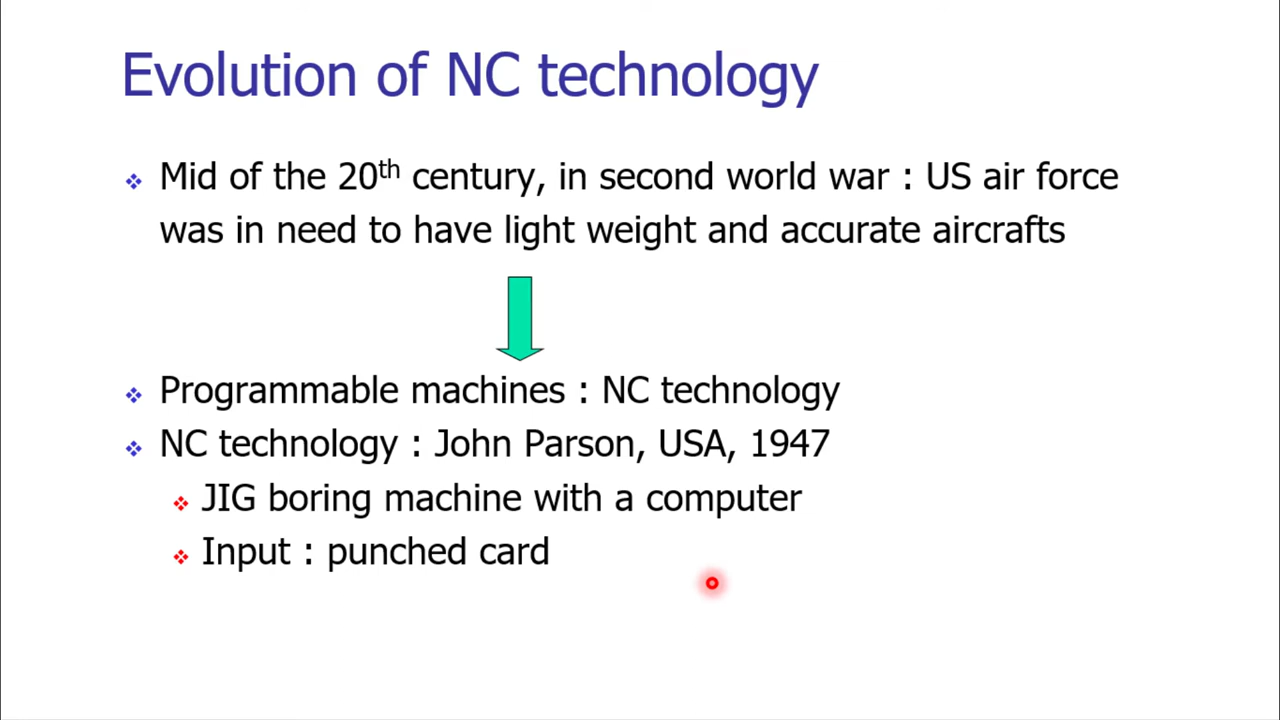 Evolution of NC technology
Mid of the 20th century, in second world war : US air force
was in need to have light weight and accurate aircrafts
Programmable machines : NC technology
NC technology : John Parson, USA, 1947
JIG boring machine with a computer
Input : punched card